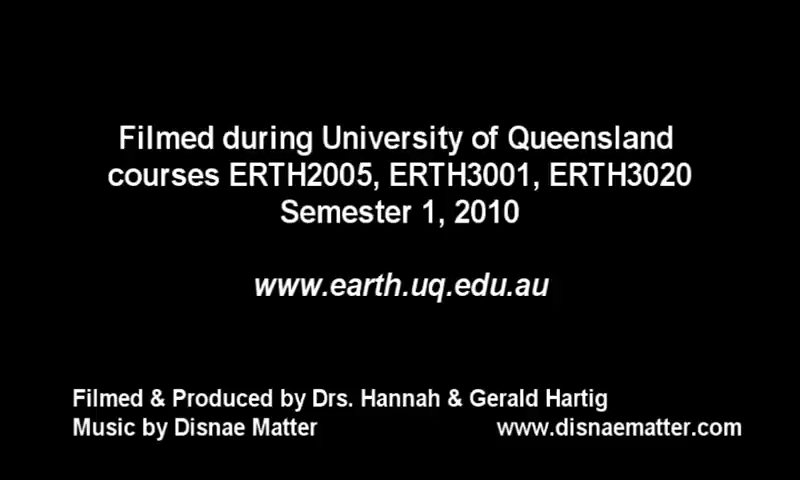 Filmed during University of Queensland
courses ERTH2005, ERTH3001, ERTH3020
Semester 1, 2010
www.earth.uq.edu.au
Filmed & Produced by Drs. Hannah & Gerald Hartig
Music by Disnae Matter www.disnaematter.com